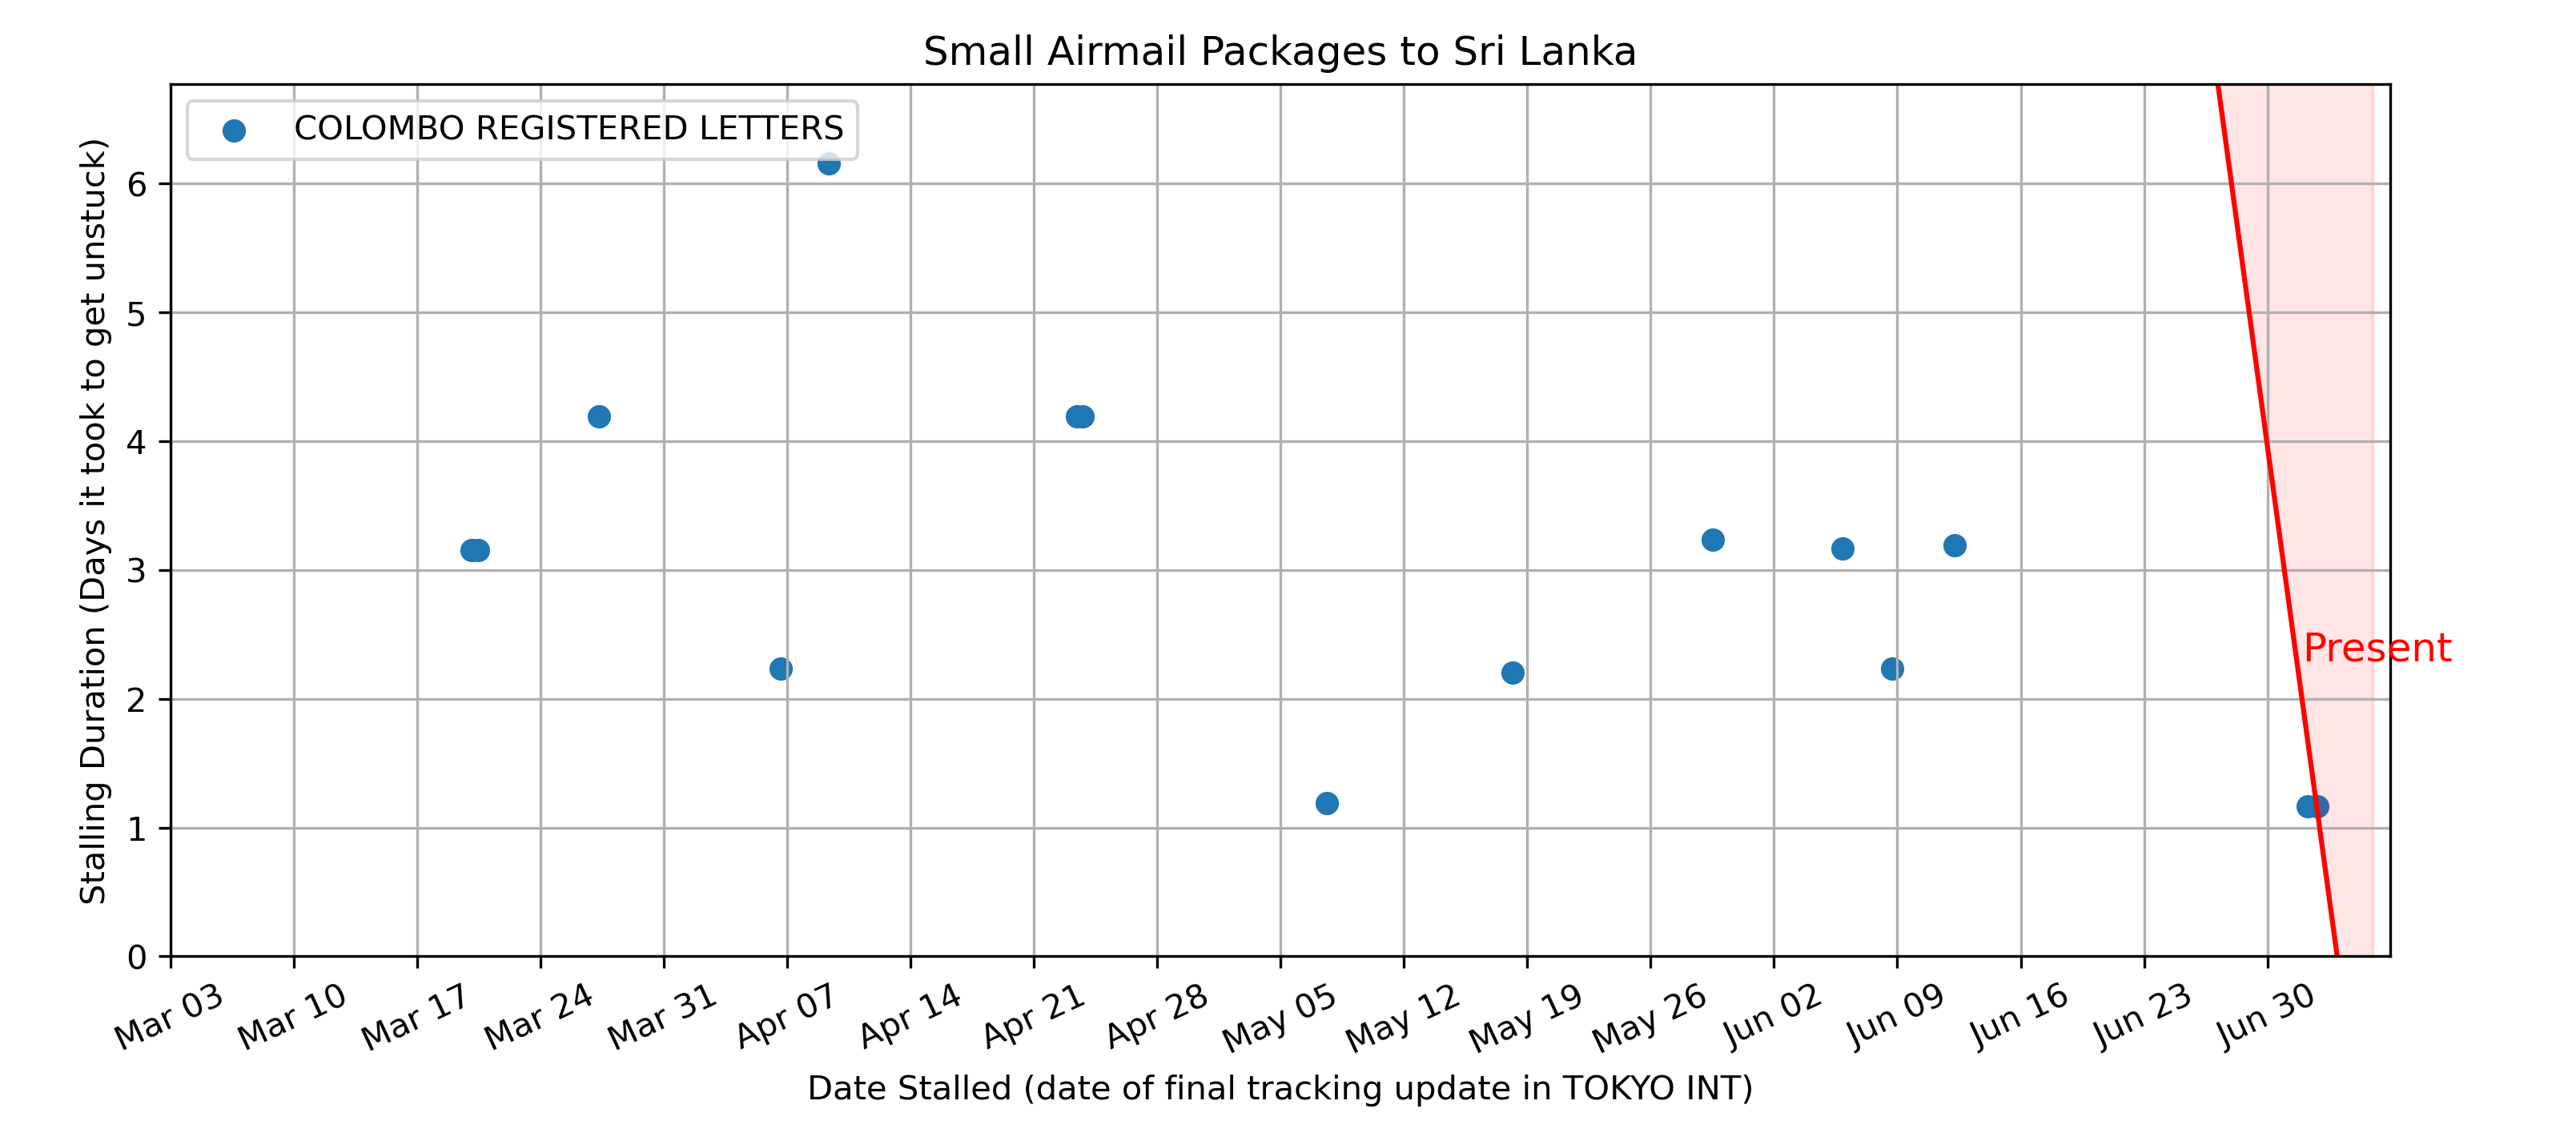 Small Airmail Packages to Sri Lanka
COLOMBO REGISTERED LETTERS
Stalling Duration (Days it took to get unstuck)
6
5
4
3
2
1
0
Present
Mar 03
Mar 10
Mar 17
Mar 24
Mar 31
Apr 07
Apr 14
Apr 21
Apr 28
May 05
May 12
May 19
May 26
Jun 02
Jun 09
Jun 16
Jun 23
Jun 30
Date Stalled (date of final tracking update in TOKYO INT)